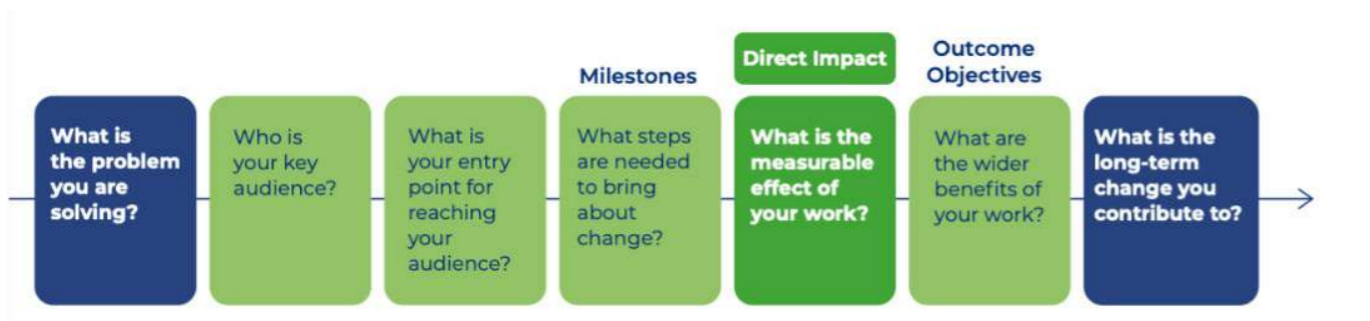 Milestones
Direct Impact
Outcome
Objectives
What is
the problem
you are
solving?
Who is
your key
audience?
What is
your entry
point for
reaching
your
audience?
What steps
are needed
to bring
about
change?
What is the
measurable
effect of
your work?
What are
the wider
benefits of
your work?
What is the
long-term
change you
contribute to?